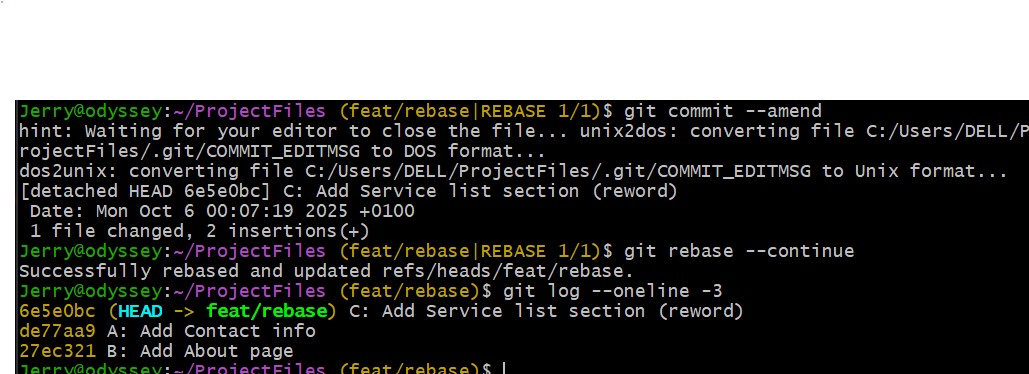 Jerry@odyssey:~/ProjectFiles (feat/rebase|REBASE 1/1)$ git commit --amend
hint: Waiting for your editor to close the file... unix2dos: converting file C:/Users/DELL/P
rojectFiles/.git/COMMIT_EDITMSG to DOS format...
dos2unix: converting file C:/Users/DELL/ProjectFiles/.git/COMMIT_EDITMSG to Unix format...
[detached HEAD 6e5e0bc] C: Add Service list section (reword)
 Date: Mon Oct 6 00:07:19 2025 +0100
 1 file changed, 2 insertions(+)
Jerry@odyssey:~/ProjectFiles (feat/rebase|REBASE 1/1)$ git rebase --continue
Successfully rebased and updated refs/heads/feat/rebase.
Jerry@odyssey:~/ProjectFiles (feat/rebase)$ git log --oneline -3
6e5e0bc (HEAD -> feat/rebase) C: Add Service list section (reword)
de77aa9 A: Add Contact info
27ec321 B: Add About page
Jerry@odyssey:~/ProjectFiles (feat/rebase)$